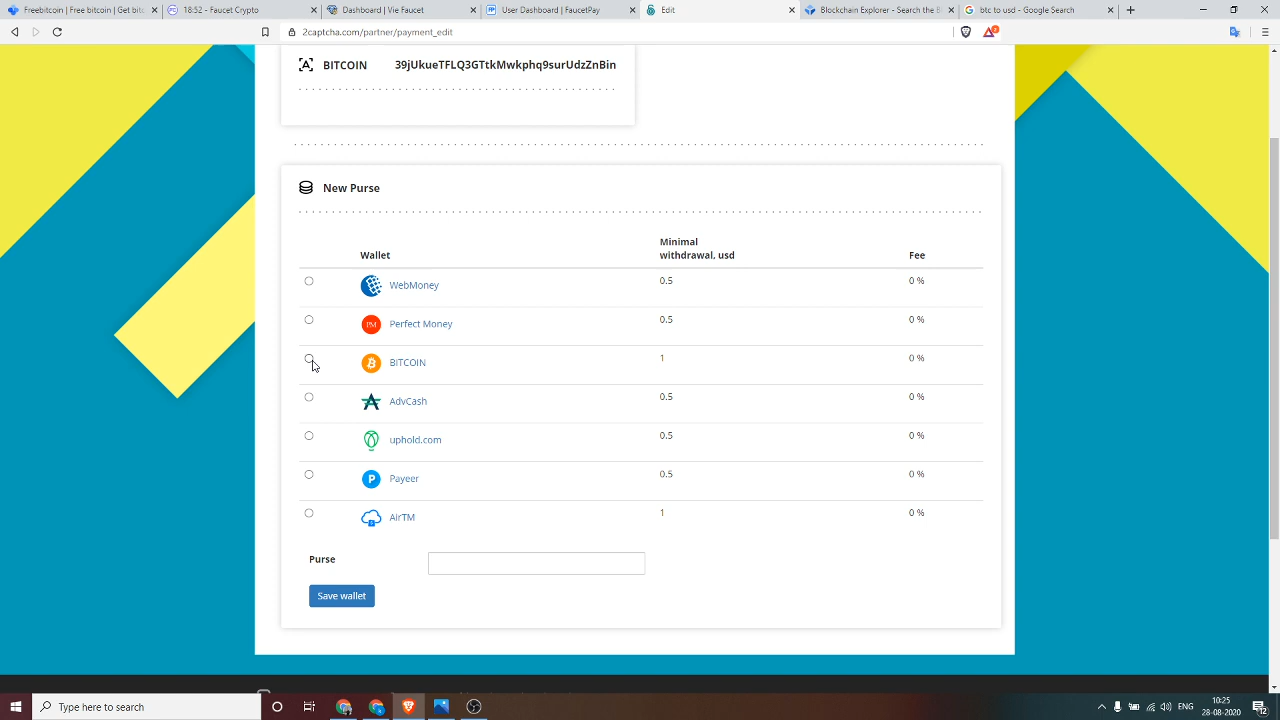 Freebitcoin | Free bitcoin | Get bit
18:52 - Faucet Crypto
Dashboard | Vie Faucet
User Dashboard | FaucetPay
Edit
Blockchain Explorer - Search the B
btc to usd - Google Search
2captcha.com/partner/payment_edit
2
BITCOIN 39jUkueTFLQ3GTtkMwkphq9surUdzZnBin
New Purse
Wallet Minimal withdrawal, usd Fee
WebMoney 0.5 0 %
PM Perfect Money 0.5 0 %
BITCOIN 1 0 %
AdvCash 0.5 0 %
uphold.com 0.5 0 %
P Payeer 0.5 0 %
AirTM 1 0 %
Purse
Save wallet
Type here to search
ENG
10:25
28-08-2020
2